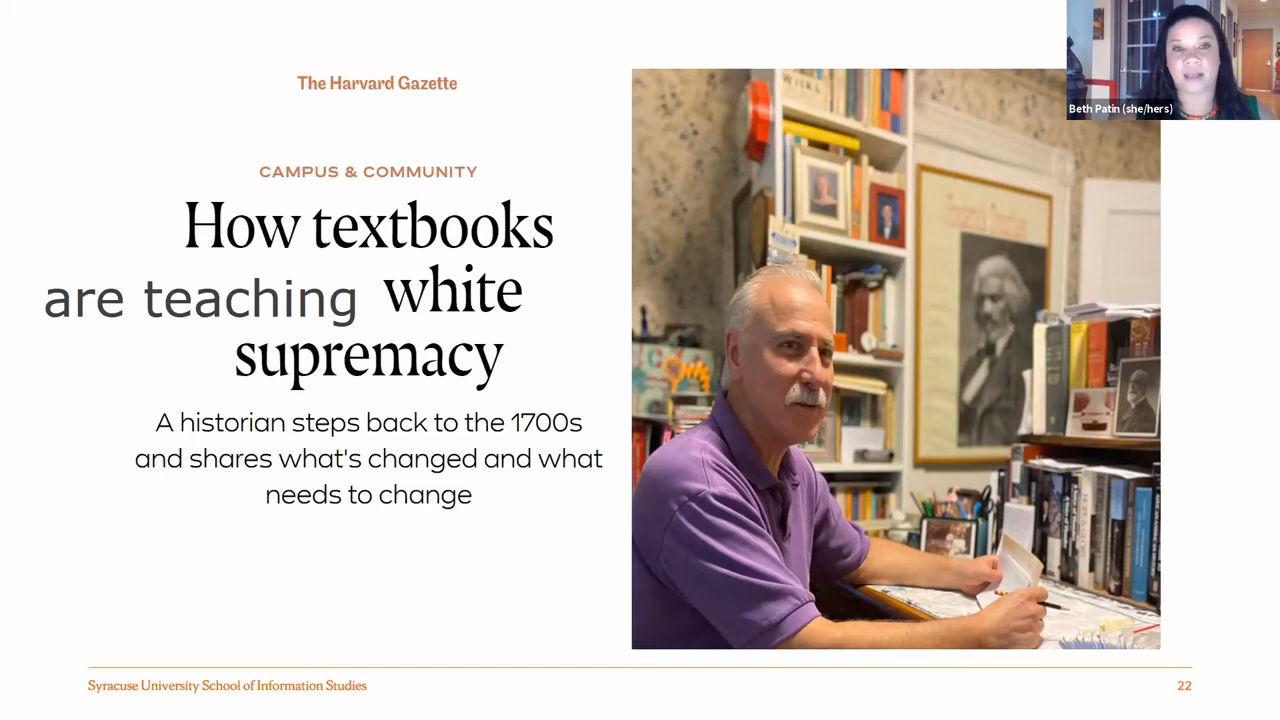 The Harvard Gazette
Beth Patin (she/hers)
CAMPUS & COMMUNITY
How textbooks
are teaching white
supremacy
A historian steps back to the 1700s
and shares what's changed and what
needs to change
Syracuse University School of Information Studies
22